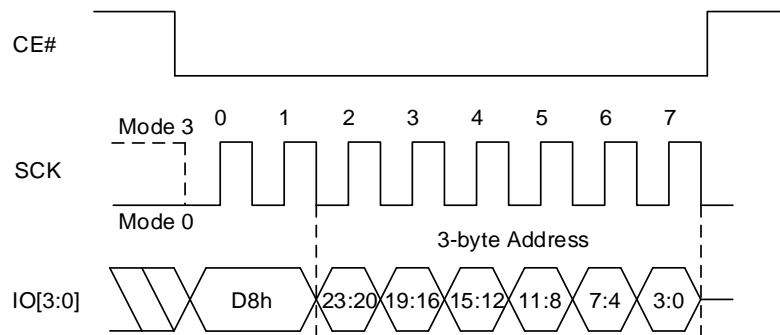 CE#
Mode 3 0 1 2 3 4 5 6 7
SCK
Mode 0
3-byte Address
IO[3:0] D8h 23:20 19:16 15:12 11:8 7:4 3:0